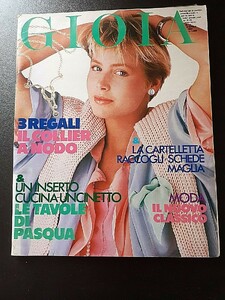 GIOIA
3 REGALI
IL COLLIER
A NODO
&
UN INSERTO
CUCINA-UNCINETTO
LE TAVOLE
DI
PASQUA
&
LA CARTELLETTA
RACCOGLI-SCHEDE
MAGLIA
MODA
IL NUOVO
CLASSICO